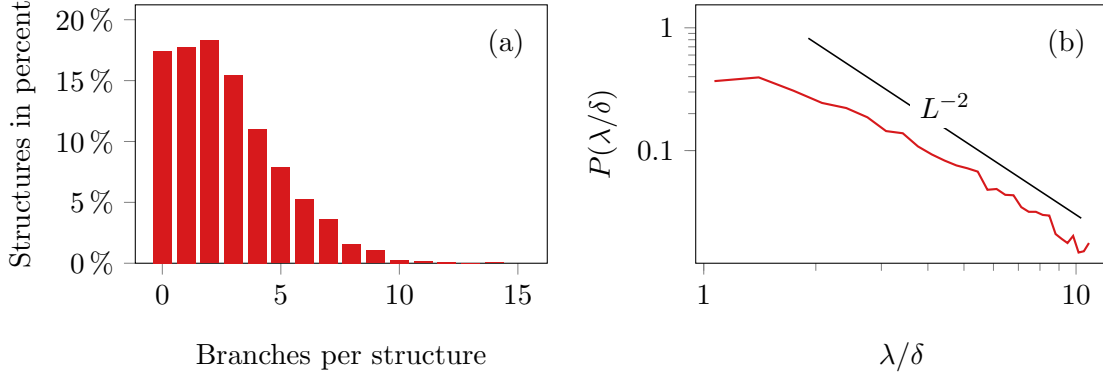 Structures in percent
20 %
15 %
10 %
5 %
0 %
(a)
0
5
10
15
Branches per structure
P(λ/δ)
1
0.1
(b)
L⁻²
1
10
λ/δ